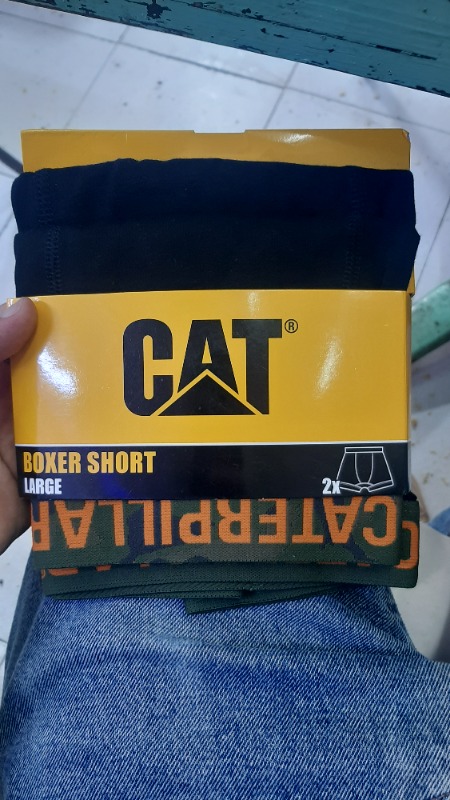 CAT®
BOXER SHORT
LARGE
2x
CATERPILLAR